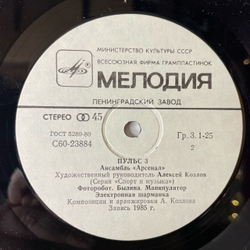 МИНИСТЕРСТВО КУЛЬТУРЫ СССР
ВСЕСОЮЗНАЯ ФИРМА ГРАМПЛАСТИНОК
МЕЛОДИЯ
ЛЕНИНГРАДСКИЙ ЗАВОД
СТЕРЕО 45
ГОСТ 5289-80
Гр. 3. 1-25
С60-23884
2
ПУЛЬС 3
Ансамбль «Арсенал»
Художественный руководитель Алексей Козлов
(Серия «Спорт и музыка»)
Фоторобот. Былина. Манипулятор
Электронная шарманка
Композиции и аранжировка А. Козлова
Запись 1985 г.